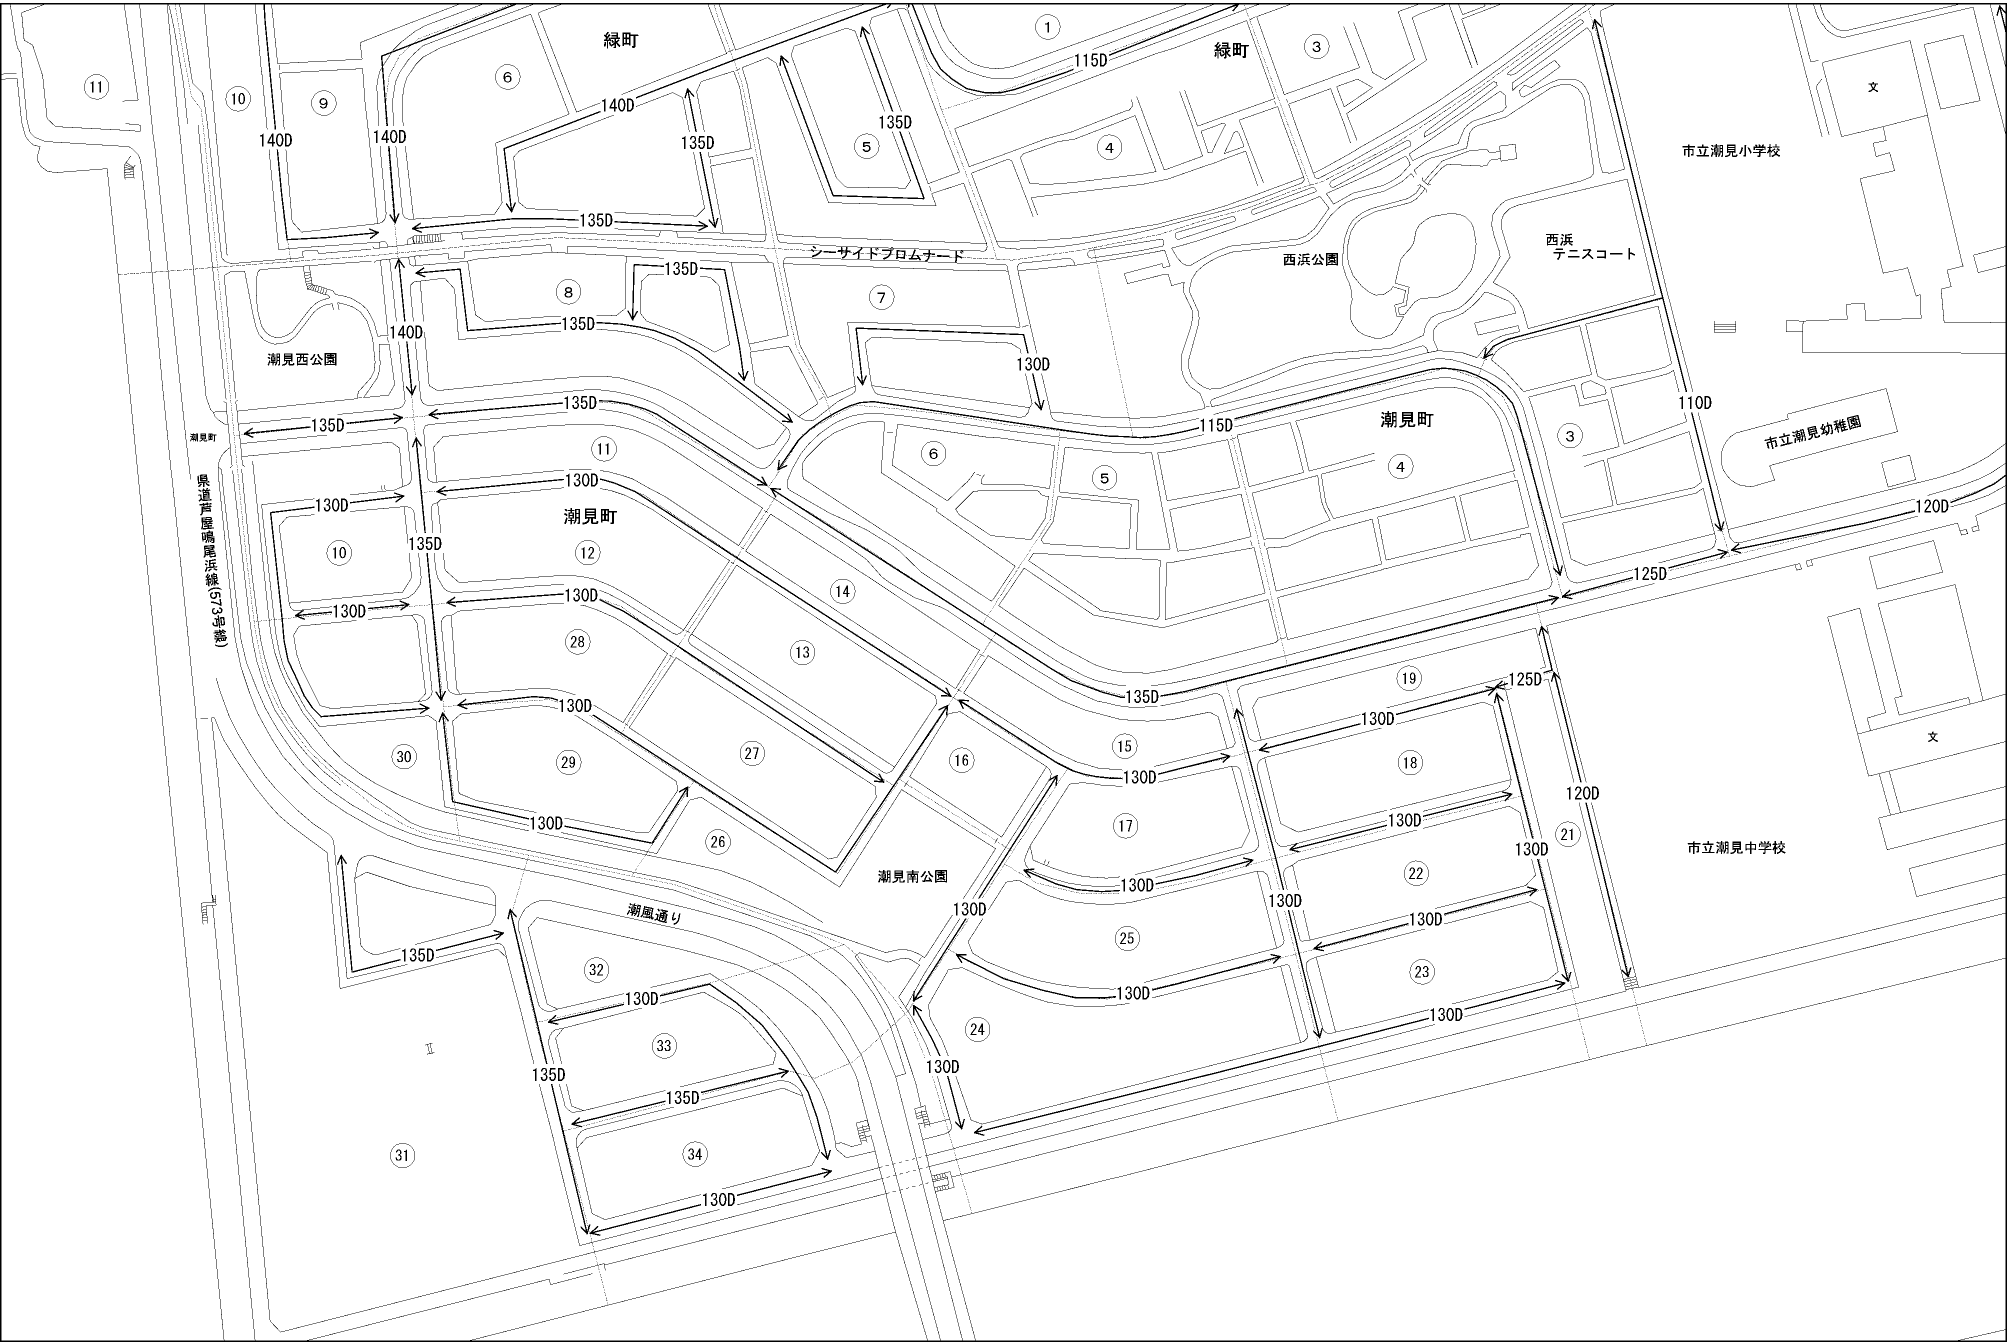 緑町
緑町
① 115D ③
⑥
⑪ ⑩ ⑨
140D
文
140D 140D 135D 135D
⑤ ④
市立潮見小学校
135D
シーサイドプロムナード
西浜公園
西浜
テニスコート
135D
⑧ ⑦
140D 135D
潮見西公園
130D
135D 135D
115D
潮見町
110D
潮見町
⑪ ⑥ ⑤ ④ ③
市立潮見幼稚園
130D 130D
120D
潮見町
県道芦屋鳴尾浜線(573号線)
⑩ 135D ⑫
125D
⑭
130D 130D
㉘ ⑬
⑲ 125D
135D
130D 130D
⑮
㉚ ㉙ ㉗ ⑯
130D
⑱
文
120D
130D ㉖ ⑰
130D ㉑
潮見南公園
130D
市立潮見中学校
㉒
130D
130D 130D 130D
潮風通り
㉕
135D
㉜ ㉓
130D 130D
㉝ ㉔ 130D
135D 130D
135D
㉛ ㉞
130D